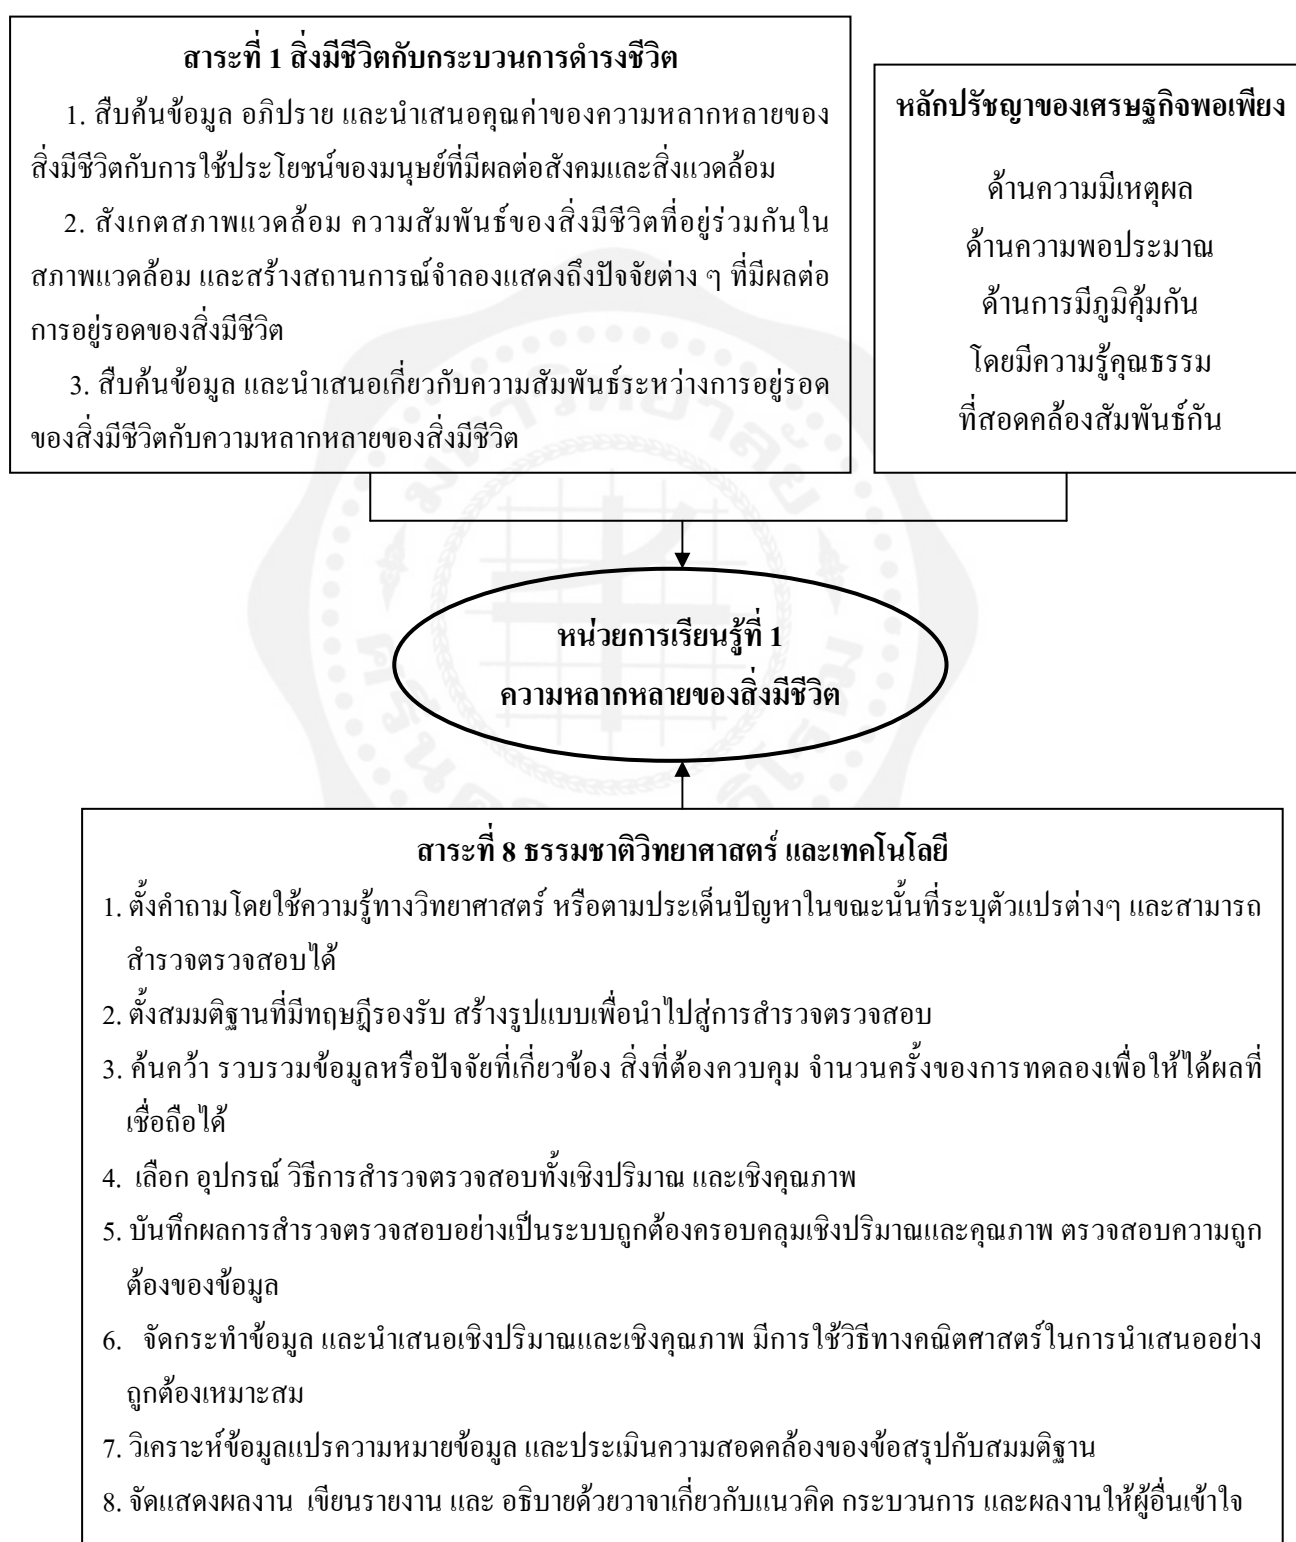 สาระที่ 1 สิ่งมีชีวิตกับกระบวนการดำรงชีวิต
1. สืบค้นข้อมูล อภิปราย และนำเสนอคุณค่าของความหลากหลายของ
สิ่งมีชีวิตกับการใช้ประโยชน์ของมนุษย์ที่มีผลต่อสังคมและสิ่งแวดล้อม
2. สังเกตสภาพแวดล้อม ความสัมพันธ์ของสิ่งมีชีวิตที่อยู่ร่วมกันใน
สภาพแวดล้อม และสร้างสถานการณ์จำลองแสดงถึงปัจจัยต่าง ๆ ที่มีผลต่อ
การอยู่รอดของสิ่งมีชีวิต
3. สืบค้นข้อมูล และนำเสนอเกี่ยวกับความสัมพันธ์ระหว่างการอยู่รอด
ของสิ่งมีชีวิตกับความหลากหลายของสิ่งมีชีวิต
หลักปรัชญาของเศรษฐกิจพอเพียง
ด้านความมีเหตุผล
ด้านความพอประมาณ
ด้านการมีภูมิคุ้มกัน
โดยมีความรู้คุณธรรม
ที่สอดคล้องสัมพันธ์กัน
หน่วยการเรียนรู้ที่ 1
ความหลากหลายของสิ่งมีชีวิต
สาระที่ 8 ธรรมชาติวิทยาศาสตร์ และเทคโนโลยี
1. ตั้งคำถามโดยใช้ความรู้ทางวิทยาศาสตร์ หรือตามประเด็นปัญหาในขณะนั้นที่ระบุตัวแปรต่างๆ และสามารถ
สำรวจตรวจสอบได้
2. ตั้งสมมติฐานที่มีทฤษฎีรองรับ สร้างรูปแบบเพื่อนำไปสู่การสำรวจตรวจสอบ
3. ค้นคว้า รวบรวมข้อมูลหรือปัจจัยที่เกี่ยวข้อง สิ่งที่ต้องควบคุม จำนวนครั้งของการทดลองเพื่อให้ได้ผลที่
เชื่อถือได้
4. เลือก อุปกรณ์ วิธีการสำรวจตรวจสอบทั้งเชิงปริมาณ และเชิงคุณภาพ
5. บันทึกผลการสำรวจตรวจสอบอย่างเป็นระบบถูกต้องครอบคลุมเชิงปริมาณและคุณภาพ ตรวจสอบความถูก
ต้องของข้อมูล
6. จัดกระทำข้อมูล และนำเสนอเชิงปริมาณและเชิงคุณภาพ มีการใช้วิธีทางคณิตศาสตร์ในการนำเสนออย่าง
ถูกต้องเหมาะสม
7. วิเคราะห์ข้อมูลแปรความหมายข้อมูล และประเมินความสอดคล้องของข้อสรุปกับสมมติฐาน
8. จัดแสดงผลงาน เขียนรายงาน และ อธิบายด้วยวาจาเกี่ยวกับแนวคิด กระบวนการ และผลงานให้ผู้อื่นเข้าใจ